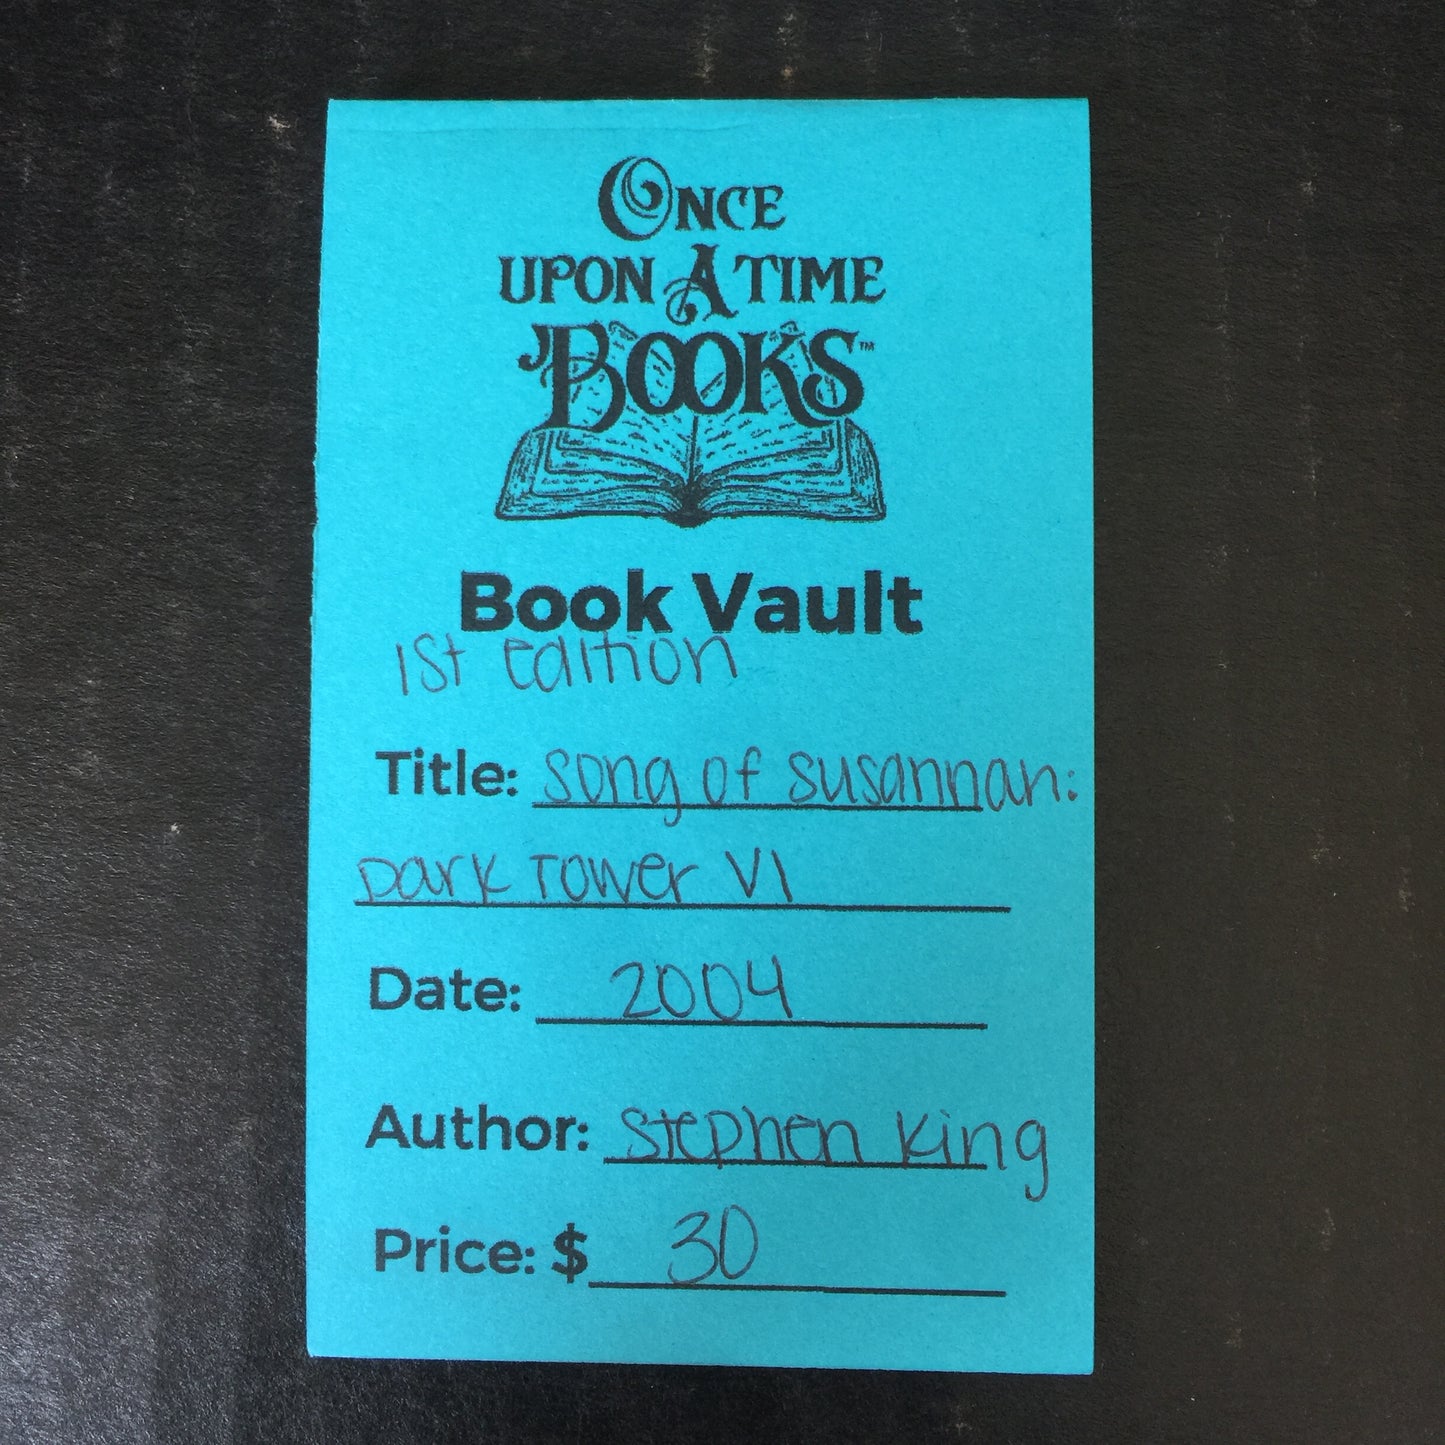 ONCE
UPON A TIME
BOOKS™
Book Vault
1st edition
Title: Song of Susannah:
Dark Tower VI
Date: 2004
Author: Stephen King
Price: $ 30